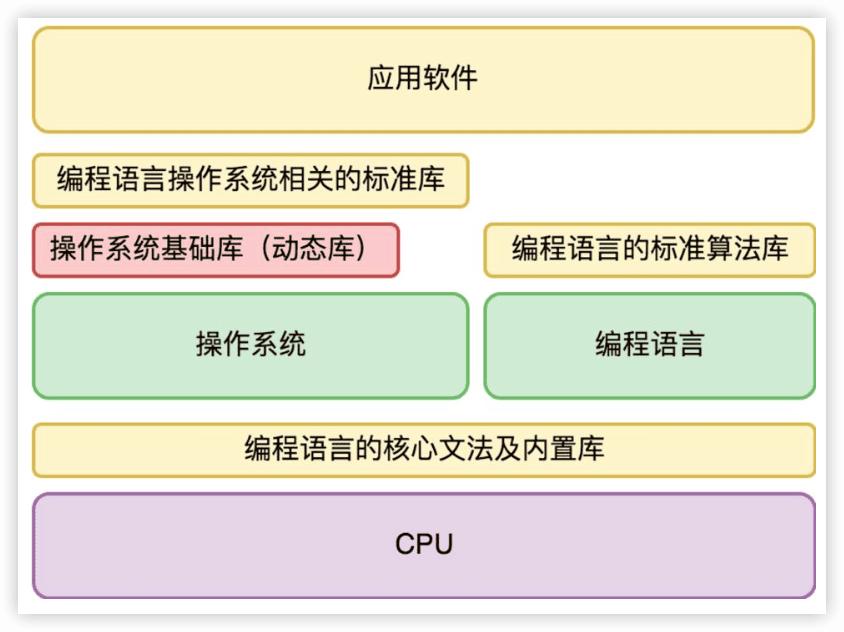 应用软件
编程语言操作系统相关的标准库
操作系统基础库（动态库）
编程语言的标准算法库
操作系统
编程语言
编程语言的核心文法及内置库
CPU